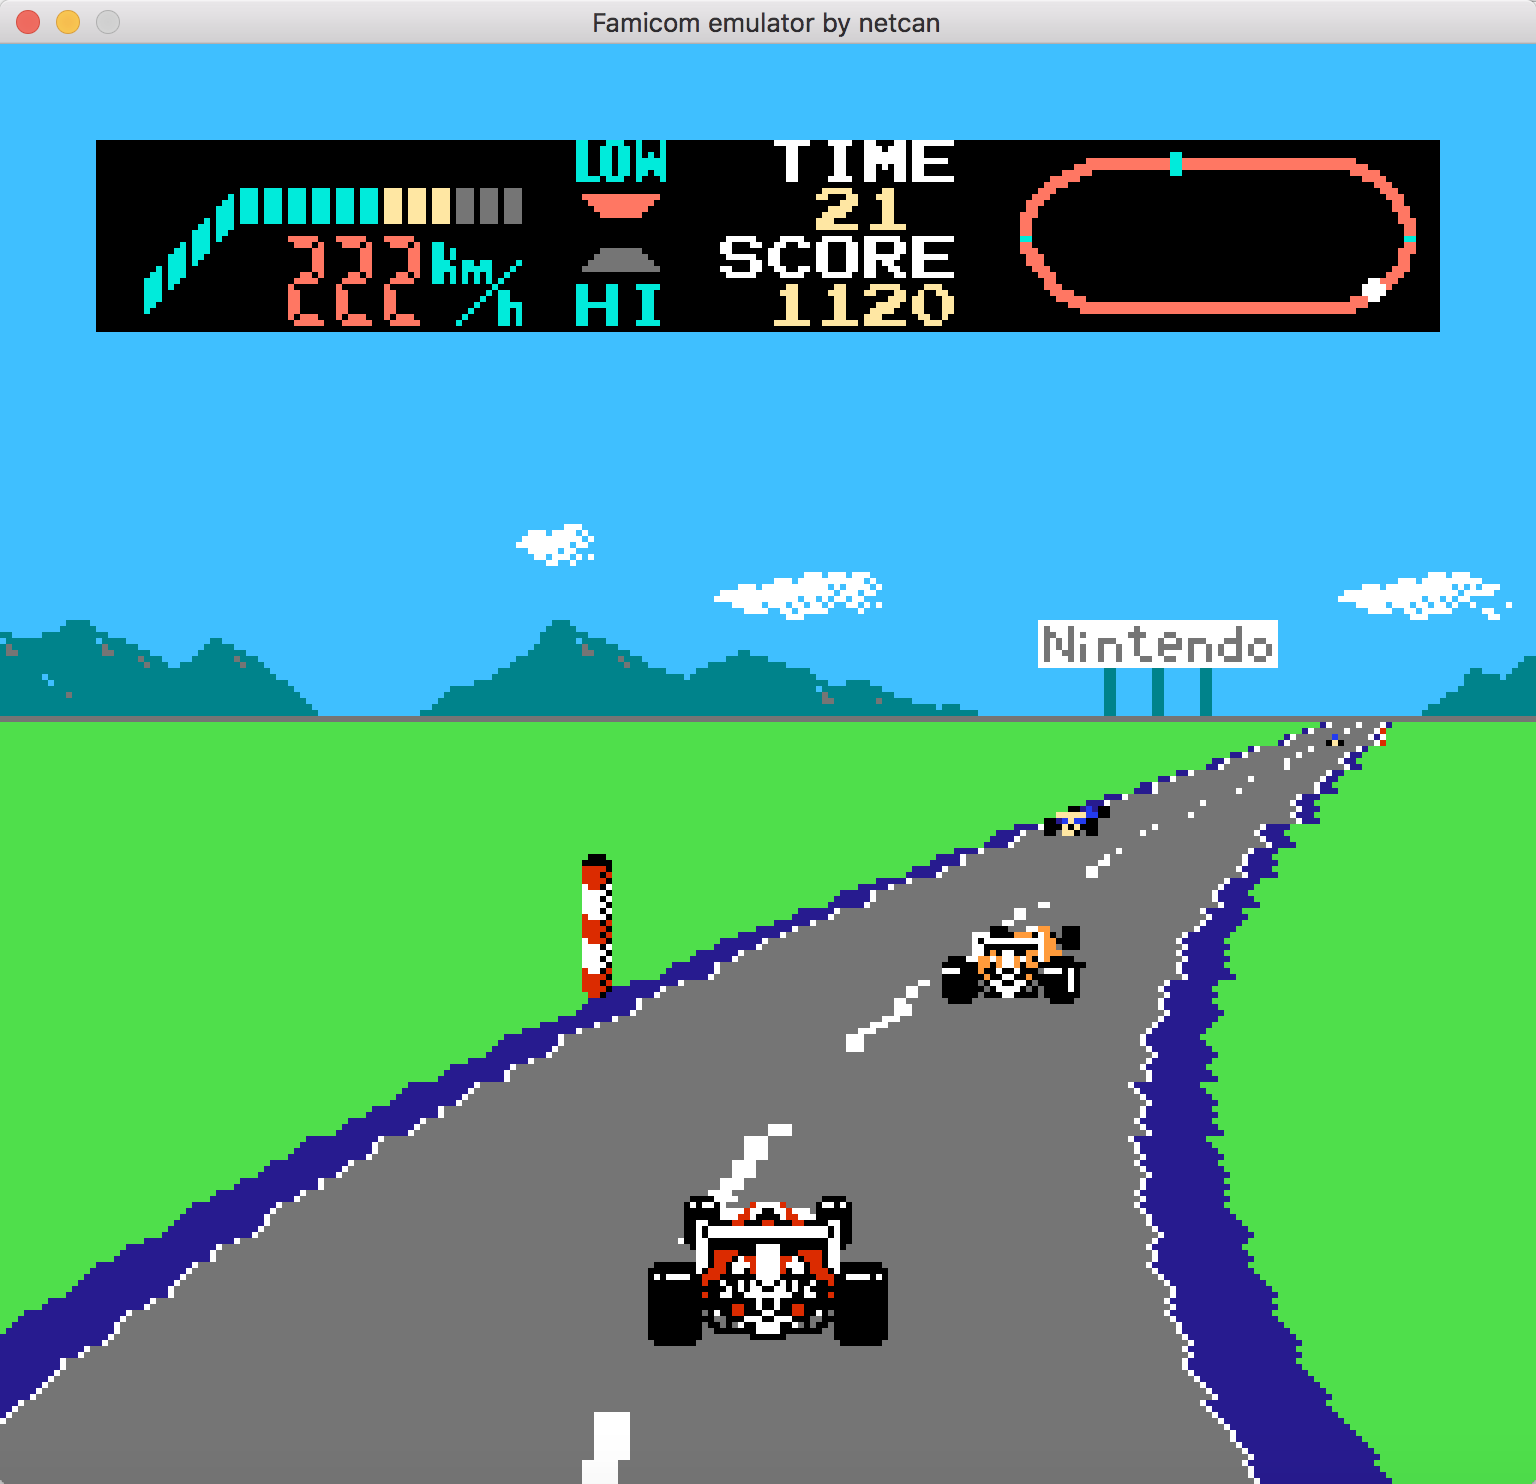 Famicom emulator by netcan
LOW
TIME
21
222 km/h
SCORE
HI
1120
Nintendo